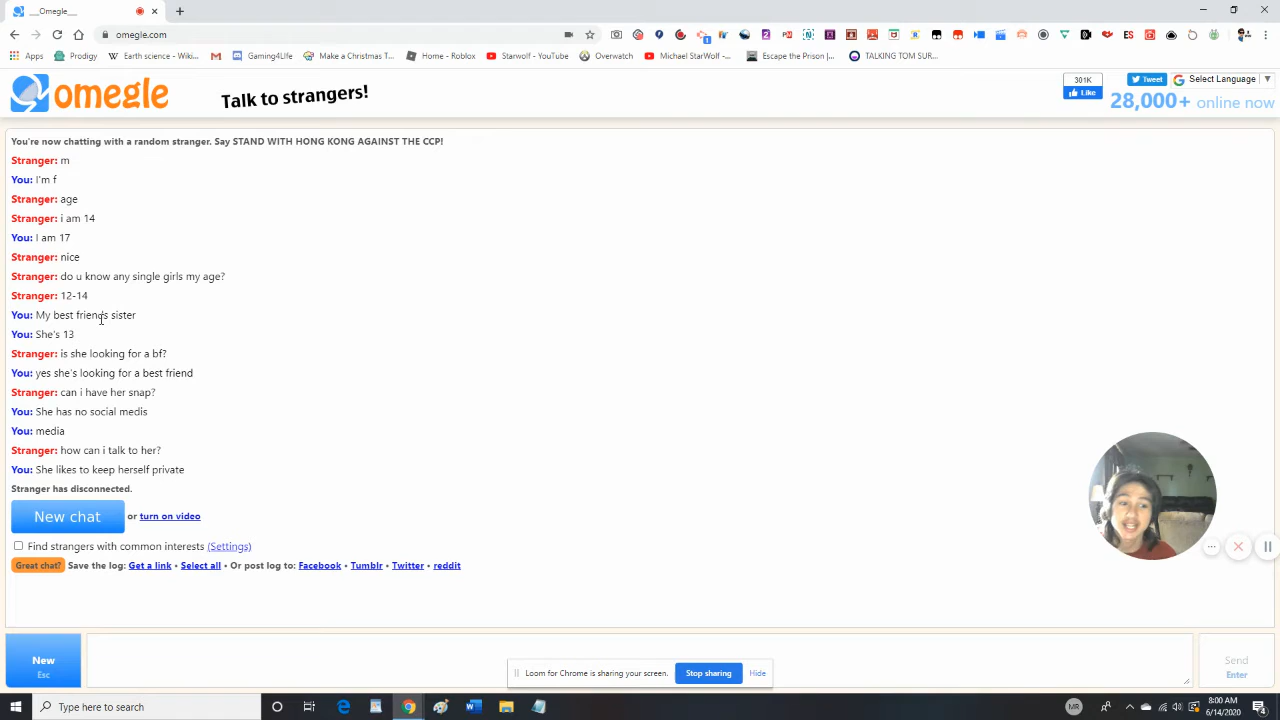 __Omegle__
omegle.com
Apps Prodigy Earth science - Wiki... M Gaming4Life Make a Christmas T... Home - Roblox Starwolf - YouTube Overwatch Michael StarWolf -... Escape the Prison |... TALKING TOM SUR...
omegle Talk to strangers!
301K Like Tweet Select Language
28,000+ online now
You're now chatting with a random stranger. Say STAND WITH HONG KONG AGAINST THE CCP!
Stranger: m
You: I'm f
Stranger: age
Stranger: i am 14
You: I am 17
Stranger: nice
Stranger: do u know any single girls my age?
Stranger: 12-14
You: My best friends sister
You: She's 13
Stranger: is she looking for a bf?
You: yes she's looking for a best friend
Stranger: can i have her snap?
You: She has no social medis
You: media
Stranger: how can i talk to her?
You: She likes to keep herself private
Stranger has disconnected.
New chat or turn on video
Find strangers with common interests (Settings)
Great chat? Save the log: Get a link • Select all • Or post log to: Facebook • Tumblr • Twitter • reddit
New
Esc
Send
Enter
Loom for Chrome is sharing your screen. Stop sharing Hide
Type here to search
MR
8:00 AM
6/14/2020